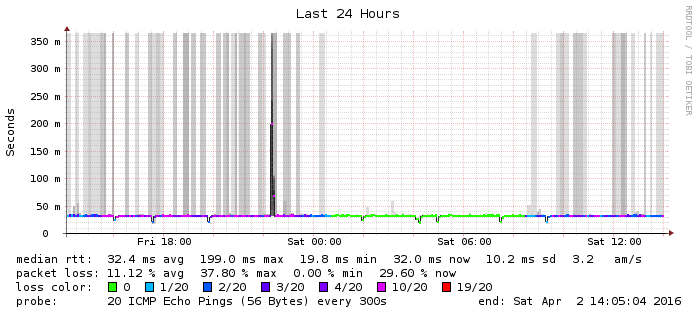 Last 24 Hours
RRDTOOL / TOBI OETIKER
Seconds
350 m
300 m
250 m
200 m
150 m
100 m
50 m
0
Fri 18:00 Sat 00:00 Sat 06:00 Sat 12:00
median rtt: 32.4 ms avg 199.0 ms max 19.8 ms min 32.0 ms now 10.2 ms sd 3.2 am/s
packet loss: 11.12 % avg 37.80 % max 0.00 % min 29.60 % now
loss color: 0 1/20 2/20 3/20 4/20 10/20 19/20
probe: 20 ICMP Echo Pings (56 Bytes) every 300s end: Sat Apr 2 14:05:04 2016